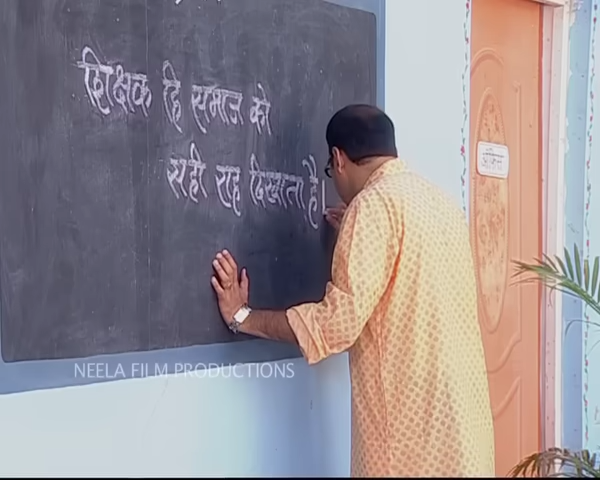 शिक्षक हि समाज को
सही राह दिखाता है।
NEELA FILM PRODUCTIONS